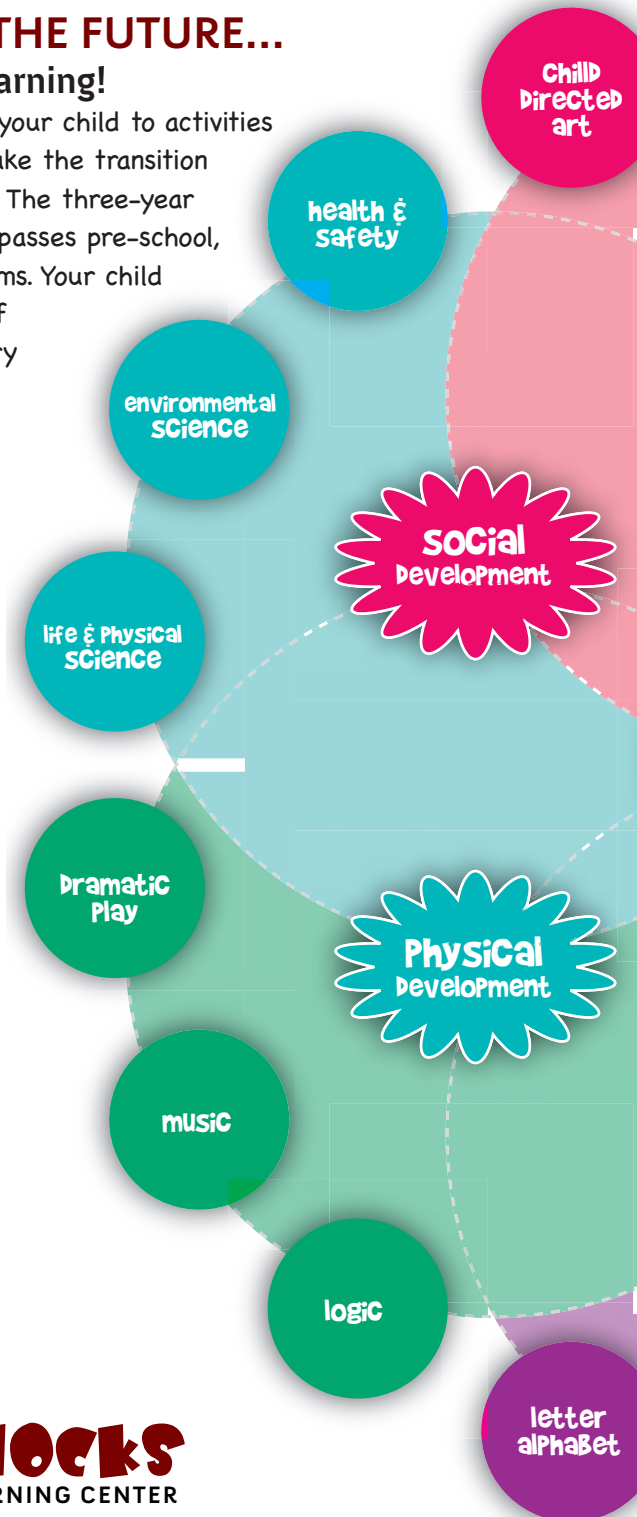 THE FUTURE...
arning!
your child to activities
ake the transition
The three-year
passes pre-school,
ms. Your child
f
ry
ChillD
Directed
art
health &
safety
environmental
science
social
Development
life & Physical
science
Dramatic
Play
Physical
Development
music
logic
letter
alphaBet
locks
RNING CENTER